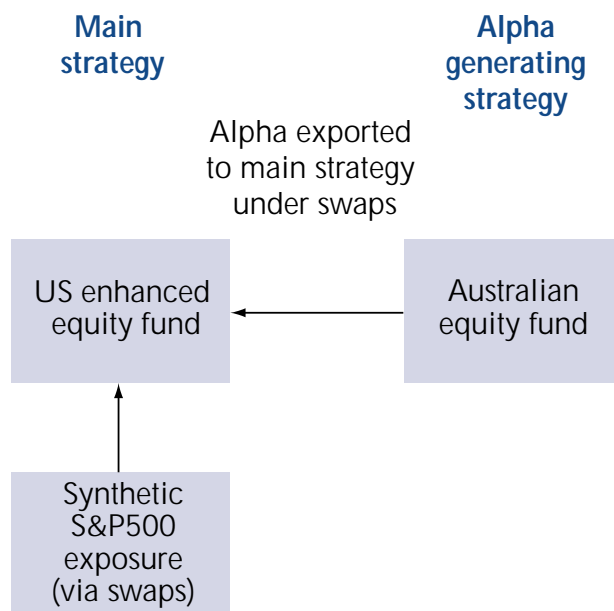 Main
strategy
Alpha
generating
strategy
Alpha exported
to main strategy
under swaps
US enhanced
equity fund
Australian
equity fund
Synthetic
S&P500
exposure
(via swaps)